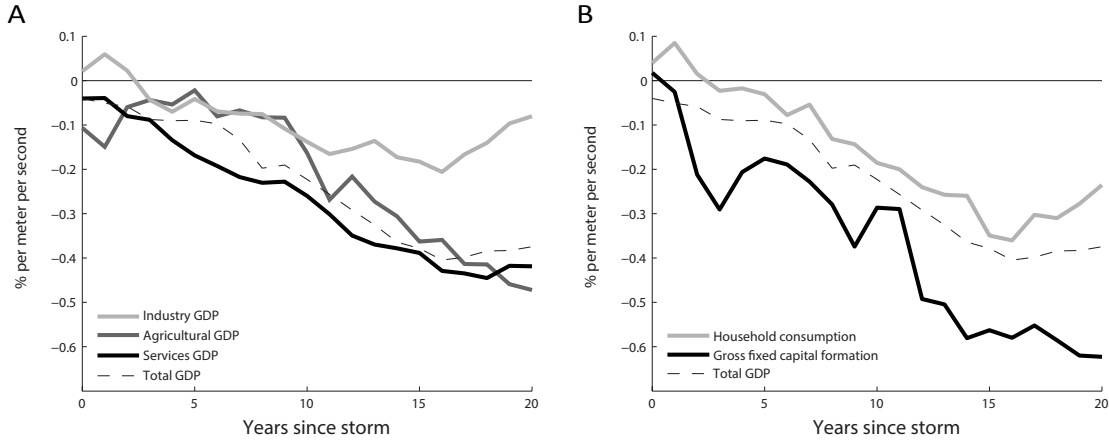 A
B
0.1
0
−0.1
−0.2
−0.3
−0.4
−0.5
−0.6
% per meter per second
Industry GDP
Agricultural GDP
Services GDP
Total GDP
0
5
10
15
20
Years since storm
0.1
0
−0.1
−0.2
−0.3
−0.4
−0.5
−0.6
% per meter per second
Household consumption
Gross fixed capital formation
Total GDP
0
5
10
15
20
Years since storm